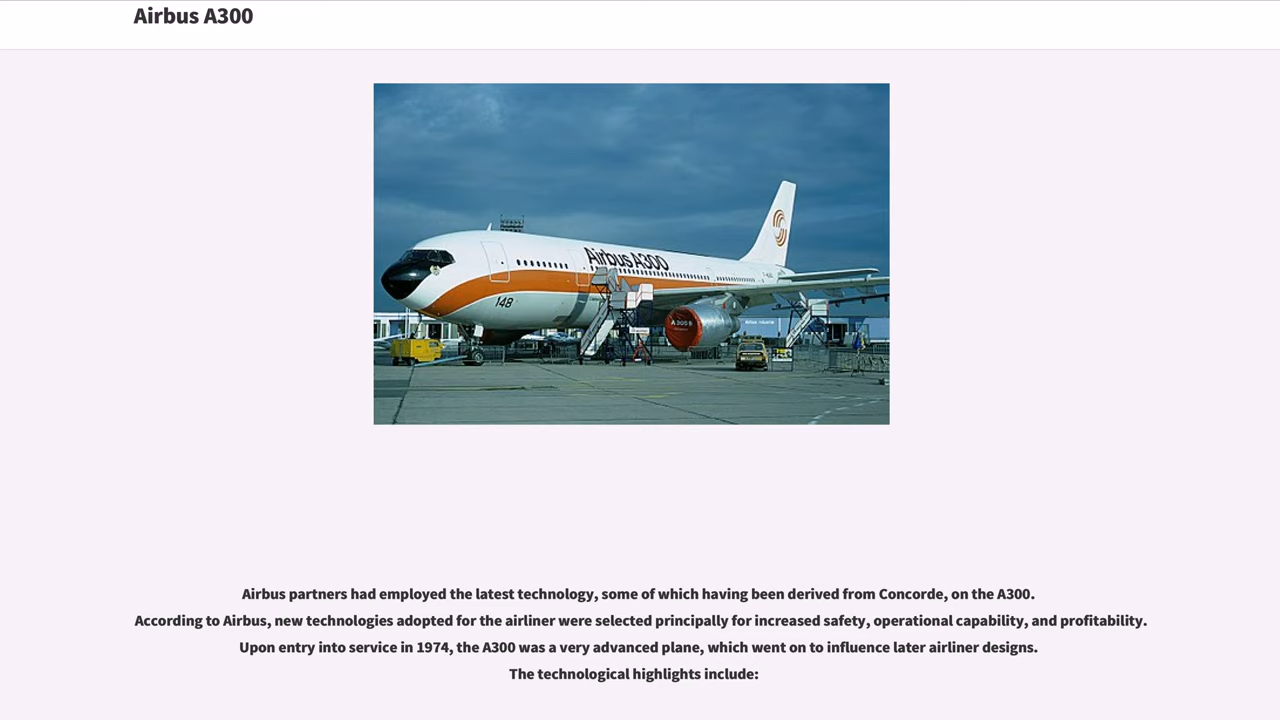 Airbus A300
Airbus A300
148
A300B
Airbus partners had employed the latest technology, some of which having been derived from Concorde, on the A300.
According to Airbus, new technologies adopted for the airliner were selected principally for increased safety, operational capability, and profitability.
Upon entry into service in 1974, the A300 was a very advanced plane, which went on to influence later airliner designs.
The technological highlights include: